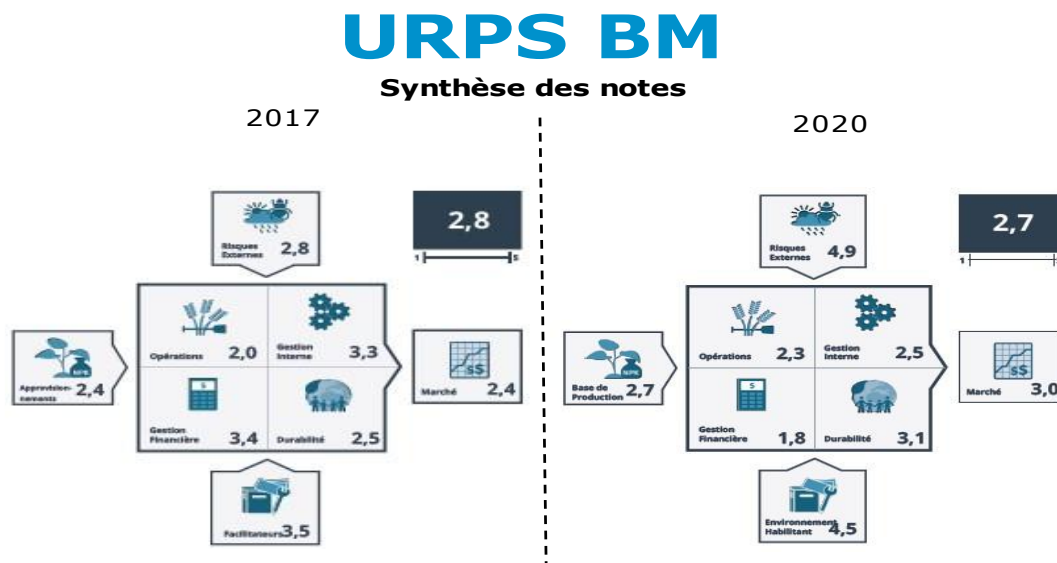 URPS BM
Synthèse des notes
2017
Risques
Externes 2,8
2,8
1 5
Opérations 2,0
Gestion
Interne 3,3
Approvision-
nements 2,4
Marché 2,4
$
$$
NPK
Gestion
Financière 3,4
Durabilité 2,5
Facilitateurs 3,5
2020
Risques
Externes 4,9
2,7
1 5
Opérations 2,3
Gestion
Interne 2,5
Base de
Production 2,7
Marché 3,0
$
$$
NPK
Gestion
Financière 1,8
Durabilité 3,1
Environnement
Habilitant 4,5